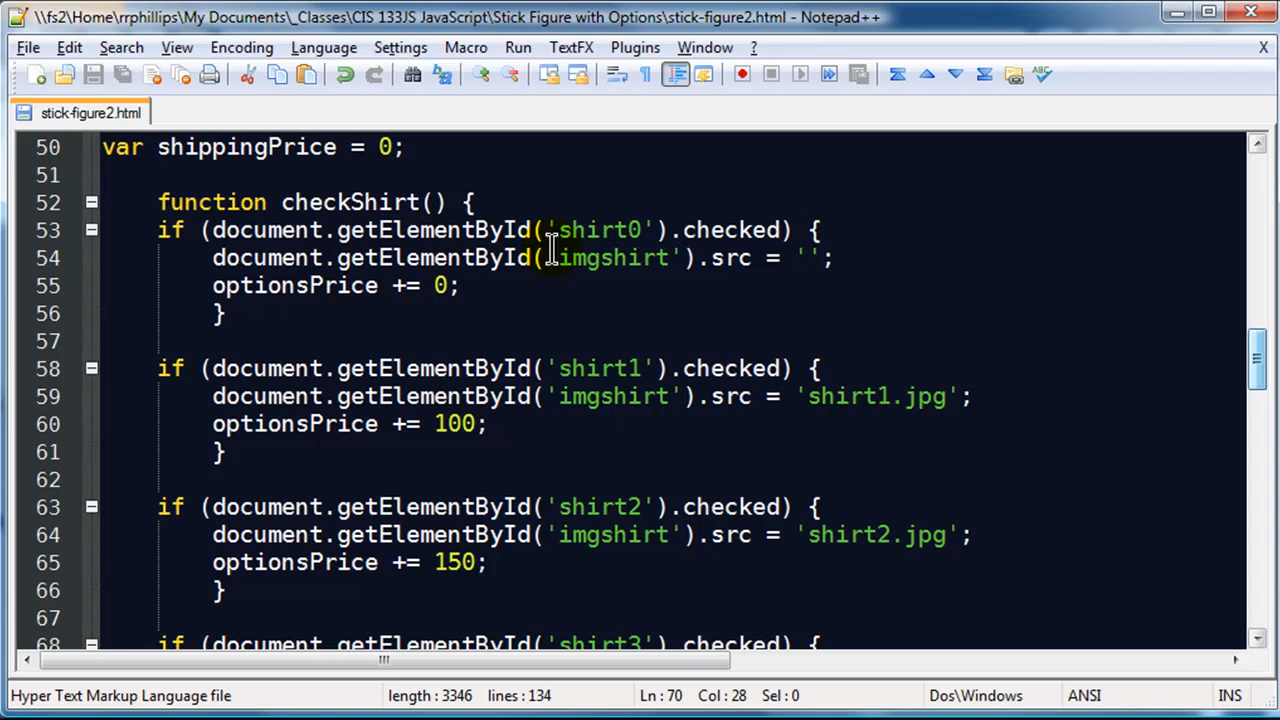 \\fs2\Home\rrphillips\My Documents\_Classes\CIS 133JS JavaScript\Stick Figure with Options\stick-figure2.html - Notepad++
File Edit Search View Encoding Language Settings Macro Run TextFX Plugins Window ? X
stick-figure2.html
50 var shippingPrice = 0;
51
52 function checkShirt() {
53 if (document.getElementById('shirt0').checked) {
54 document.getElementById('imgshirt').src = '';
55 optionsPrice += 0;
56 }
57
58 if (document.getElementById('shirt1').checked) {
59 document.getElementById('imgshirt').src = 'shirt1.jpg';
60 optionsPrice += 100;
61 }
62
63 if (document.getElementById('shirt2').checked) {
64 document.getElementById('imgshirt').src = 'shirt2.jpg';
65 optionsPrice += 150;
66 }
67
68 if (document.getElementById('shirt3').checked) {
Hyper Text Markup Language file length : 3346 lines : 134 Ln : 70 Col : 28 Sel : 0 Dos\Windows ANSI INS